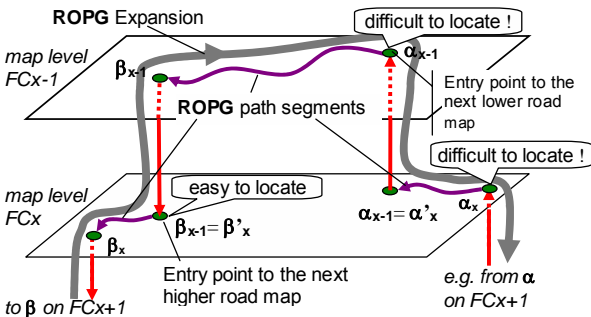 ROPG Expansion
difficult to locate !
map level
FCx-1
βx-1
αx-1
Entry point to the
next lower road
map
ROPG path segments
difficult to locate !
map level
FCx
easy to locate
βx
βx-1= β'x
αx-1= α'x
αx
Entry point to the next
higher road map
to β on FCx+1
e.g. from α
on FCx+1